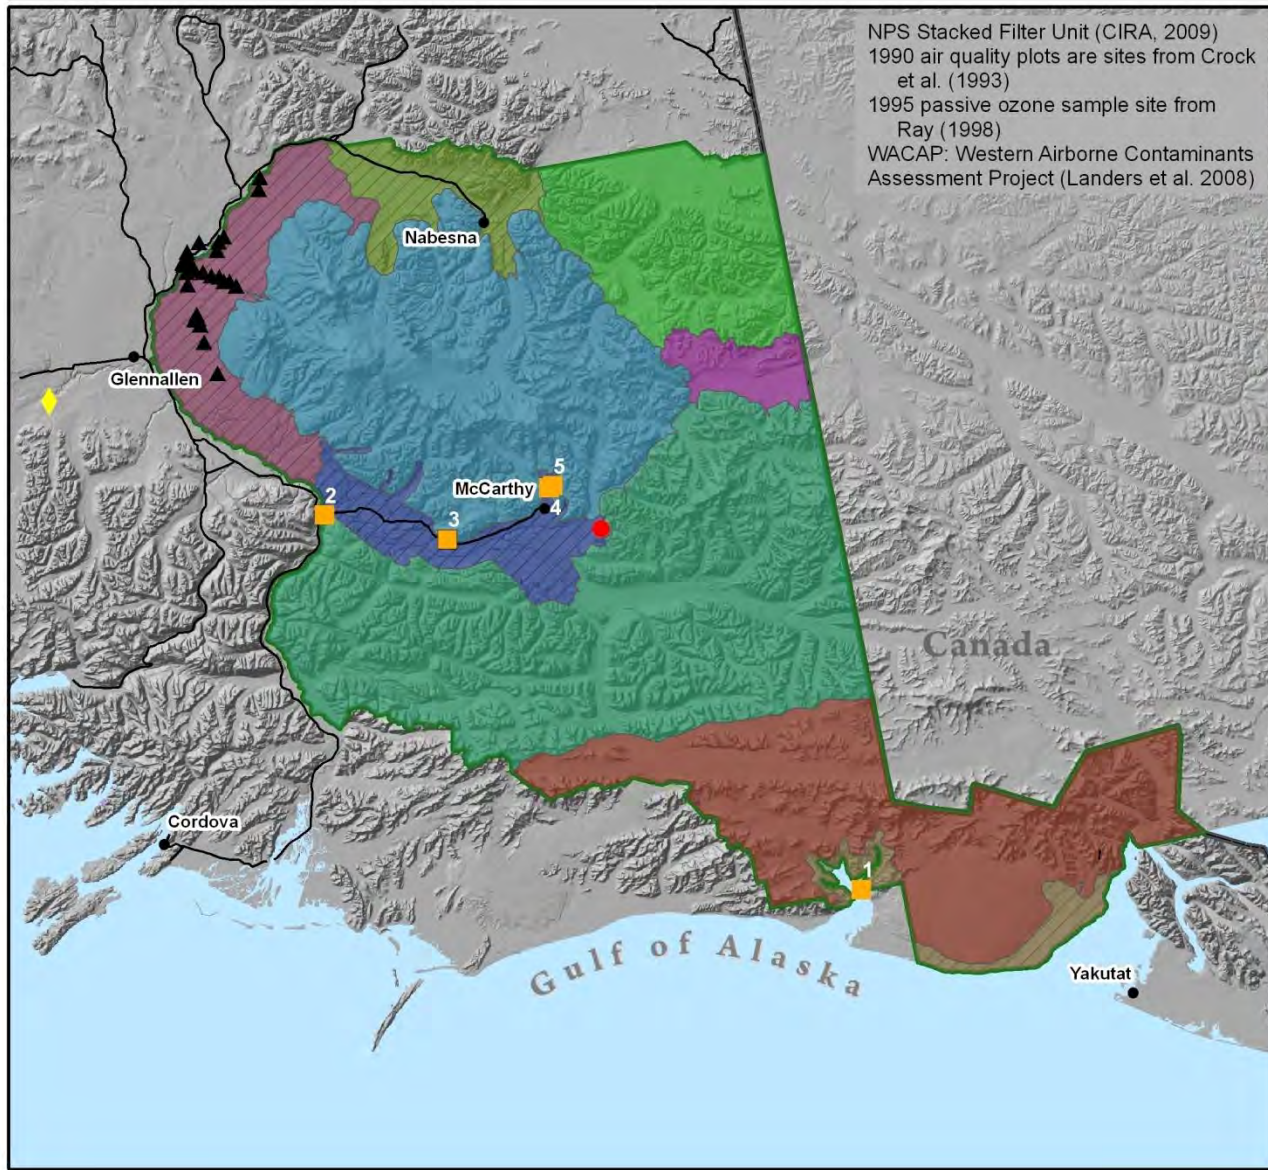 NPS Stacked Filter Unit (CIRA, 2009)
1990 air quality plots are sites from Crock
et al. (1993)
1995 passive ozone sample site from
Ray (1998)
WACAP: Western Airborne Contaminants
Assessment Project (Landers et al. 2008)
Nabesna
Glennallen
5
McCarthy
4
2
3
Canada
Cordova
1
Gulf of Alaska
Yakutat